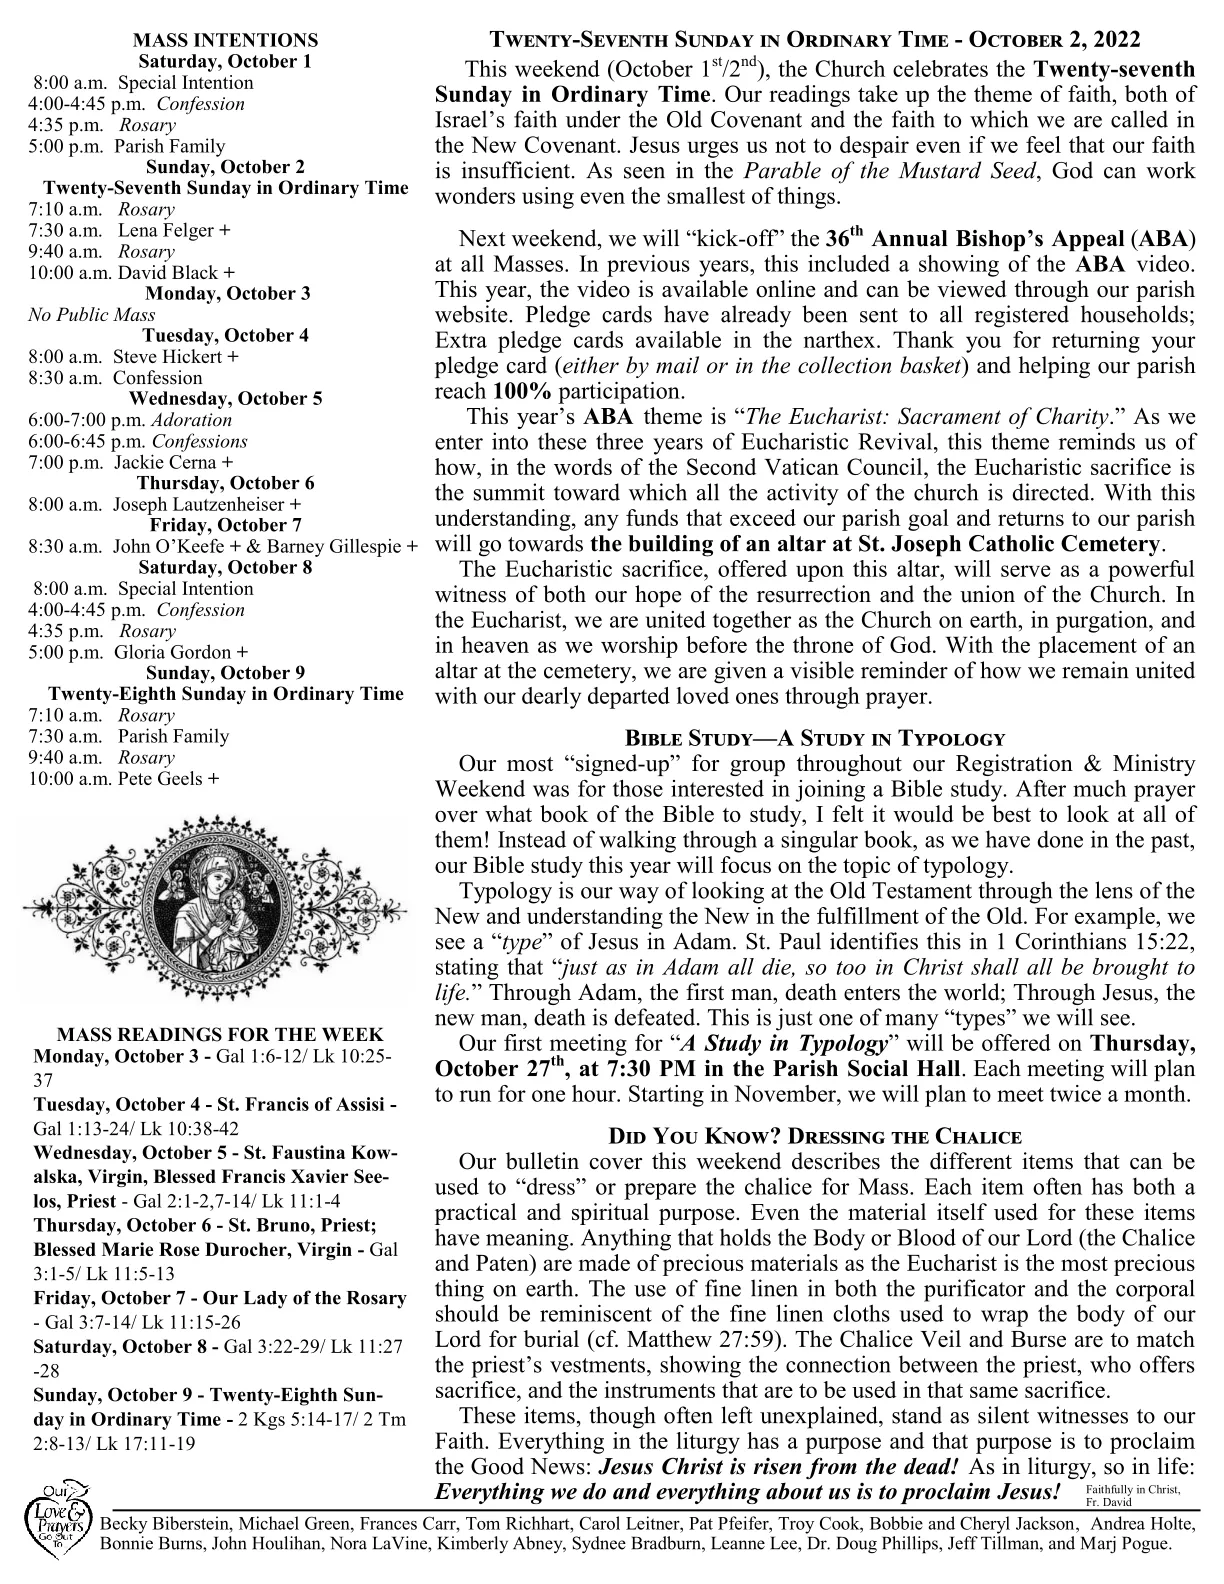 MASS INTENTIONS
Saturday, October 1
8:00 a.m. Special Intention
4:00-4:45 p.m. Confession
4:35 p.m. Rosary
5:00 p.m. Parish Family
Sunday, October 2
Twenty-Seventh Sunday in Ordinary Time
7:10 a.m. Rosary
7:30 a.m. Lena Felger +
9:40 a.m. Rosary
10:00 a.m. David Black +
Monday, October 3
No Public Mass
Tuesday, October 4
8:00 a.m. Steve Hickert +
8:30 a.m. Confession
Wednesday, October 5
6:00-7:00 p.m. Adoration
6:00-6:45 p.m. Confessions
7:00 p.m. Jackie Cerna +
Thursday, October 6
8:00 a.m. Joseph Lautzenheiser +
Friday, October 7
8:30 a.m. John O’Keefe + & Barney Gillespie +
Saturday, October 8
8:00 a.m. Special Intention
4:00-4:45 p.m. Confession
4:35 p.m. Rosary
5:00 p.m. Gloria Gordon +
Sunday, October 9
Twenty-Eighth Sunday in Ordinary Time
7:10 a.m. Rosary
7:30 a.m. Parish Family
9:40 a.m. Rosary
10:00 a.m. Pete Geels +
MASS READINGS FOR THE WEEK
Monday, October 3 - Gal 1:6-12/ Lk 10:25-
37
Tuesday, October 4 - St. Francis of Assisi -
Gal 1:13-24/ Lk 10:38-42
Wednesday, October 5 - St. Faustina Kow-
alska, Virgin, Blessed Francis Xavier See-
los, Priest - Gal 2:1-2,7-14/ Lk 11:1-4
Thursday, October 6 - St. Bruno, Priest;
Blessed Marie Rose Durocher, Virgin - Gal
3:1-5/ Lk 11:5-13
Friday, October 7 - Our Lady of the Rosary
- Gal 3:7-14/ Lk 11:15-26
Saturday, October 8 - Gal 3:22-29/ Lk 11:27
-28
Sunday, October 9 - Twenty-Eighth Sun-
day in Ordinary Time - 2 Kgs 5:14-17/ 2 Tm
2:8-13/ Lk 17:11-19
TWENTY-SEVENTH SUNDAY IN ORDINARY TIME - OCTOBER 2, 2022
This weekend (October 1st/2nd), the Church celebrates the Twenty-seventh
Sunday in Ordinary Time. Our readings take up the theme of faith, both of
Israel’s faith under the Old Covenant and the faith to which we are called in
the New Covenant. Jesus urges us not to despair even if we feel that our faith
is insufficient. As seen in the Parable of the Mustard Seed, God can work
wonders using even the smallest of things.
Next weekend, we will “kick-off” the 36th Annual Bishop’s Appeal (ABA)
at all Masses. In previous years, this included a showing of the ABA video.
This year, the video is available online and can be viewed through our parish
website. Pledge cards have already been sent to all registered households;
Extra pledge cards available in the narthex. Thank you for returning your
pledge card (either by mail or in the collection basket) and helping our parish
reach 100% participation.
This year’s ABA theme is “The Eucharist: Sacrament of Charity.” As we
enter into these three years of Eucharistic Revival, this theme reminds us of
how, in the words of the Second Vatican Council, the Eucharistic sacrifice is
the summit toward which all the activity of the church is directed. With this
understanding, any funds that exceed our parish goal and returns to our parish
will go towards the building of an altar at St. Joseph Catholic Cemetery.
The Eucharistic sacrifice, offered upon this altar, will serve as a powerful
witness of both our hope of the resurrection and the union of the Church. In
the Eucharist, we are united together as the Church on earth, in purgation, and
in heaven as we worship before the throne of God. With the placement of an
altar at the cemetery, we are given a visible reminder of how we remain united
with our dearly departed loved ones through prayer.
BIBLE STUDY—A STUDY IN TYPOLOGY
Our most “signed-up” for group throughout our Registration & Ministry
Weekend was for those interested in joining a Bible study. After much prayer
over what book of the Bible to study, I felt it would be best to look at all of
them! Instead of walking through a singular book, as we have done in the past,
our Bible study this year will focus on the topic of typology.
Typology is our way of looking at the Old Testament through the lens of the
New and understanding the New in the fulfillment of the Old. For example, we
see a “type” of Jesus in Adam. St. Paul identifies this in 1 Corinthians 15:22,
stating that “just as in Adam all die, so too in Christ shall all be brought to
life.” Through Adam, the first man, death enters the world; Through Jesus, the
new man, death is defeated. This is just one of many “types” we will see.
Our first meeting for “A Study in Typology” will be offered on Thursday,
October 27th, at 7:30 PM in the Parish Social Hall. Each meeting will plan
to run for one hour. Starting in November, we will plan to meet twice a month.
DID YOU KNOW? DRESSING THE CHALICE
Our bulletin cover this weekend describes the different items that can be
used to “dress” or prepare the chalice for Mass. Each item often has both a
practical and spiritual purpose. Even the material itself used for these items
have meaning. Anything that holds the Body or Blood of our Lord (the Chalice
and Paten) are made of precious materials as the Eucharist is the most precious
thing on earth. The use of fine linen in both the purificator and the corporal
should be reminiscent of the fine linen cloths used to wrap the body of our
Lord for burial (cf. Matthew 27:59). The Chalice Veil and Burse are to match
the priest’s vestments, showing the connection between the priest, who offers
sacrifice, and the instruments that are to be used in that same sacrifice.
These items, though often left unexplained, stand as silent witnesses to our
Faith. Everything in the liturgy has a purpose and that purpose is to proclaim
the Good News: Jesus Christ is risen from the dead! As in liturgy, so in life:
Everything we do and everything about us is to proclaim Jesus!
Faithfully in Christ,
Fr. David
Our
Love &
Prayers
Go Out
To
Becky Biberstein, Michael Green, Frances Carr, Tom Richhart, Carol Leitner, Pat Pfeifer, Troy Cook, Bobbie and Cheryl Jackson, Andrea Holte,
Bonnie Burns, John Houlihan, Nora LaVine, Kimberly Abney, Sydnee Bradburn, Leanne Lee, Dr. Doug Phillips, Jeff Tillman, and Marj Pogue.